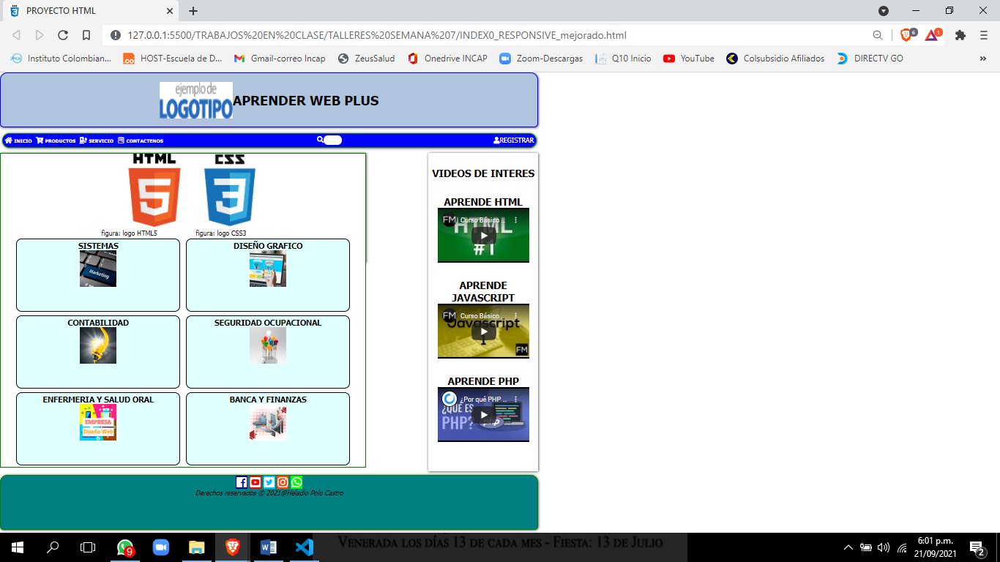 PROYECTO HTML
127.0.0.1:5500/TRABAJOS%20EN%20CLASE/TALLERES%20SEMANA%207/INDEX0_RESPONSIVE_mejorado.html
6
1
Instituto Colombian...
HOST-Escuela de D...
Gmail-correo Incap
ZeusSalud
Onedrive INCAP
Zoom-Descargas
Q10 Inicio
YouTube
Colsubsidio Afiliados
DIRECTV GO
»
ejemplo de
LOGOTIPO
APRENDER WEB PLUS
INICIO
PRODUCTOS
SERVICIO
CONTACTENOS
REGISTRAR
HTML
5
CSS
3
figura: logo HTML5
figura: logo CSS3
SISTEMAS
Marketing
DISEÑO GRAFICO
CONTABILIDAD
SEGURIDAD OCUPACIONAL
ENFERMERIA Y SALUD ORAL
EMPRESA
Diseño Web
BANCA Y FINANZAS
VIDEOS DE INTERES
APRENDE HTML
FM
Curso Básico ...
HTML
#1
APRENDE
JAVASCRIPT
FM
Curso Básico ...
Javascript
1
FM
APRENDE PHP
¿Por qué PHP ...
¿QUÉ ES
PHP?
php
Derechos reservados © 2021@Heladio Polo Castro
9
Venerada los días 13 de cada mes - Fiesta: 13 de Julio
6:01 p.m.
21/09/2021
2